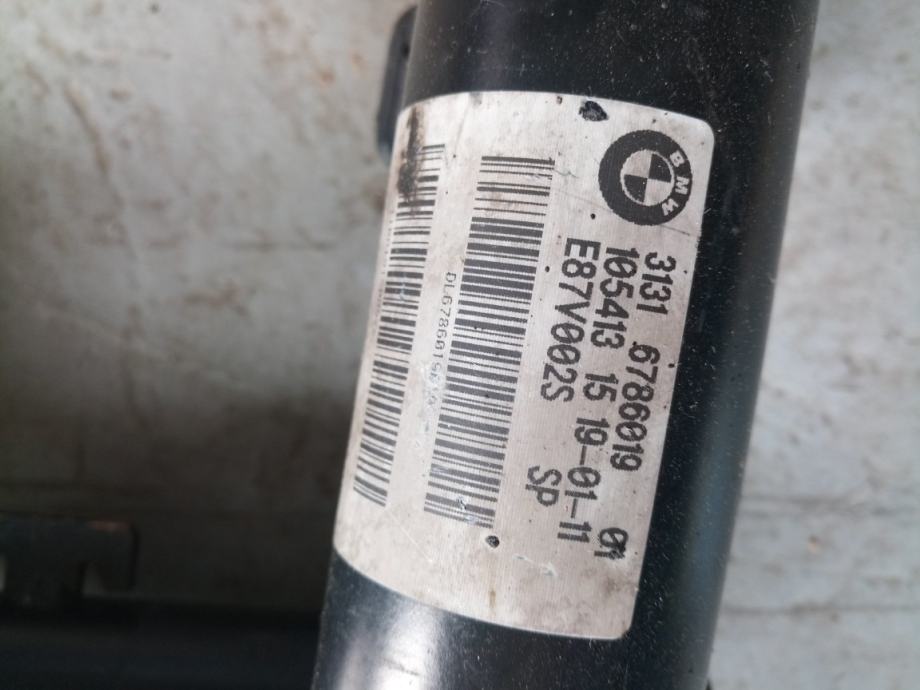 BMW
3131 6786019 01
105413 15 19-01-11
E87V002S SP